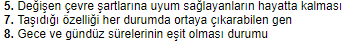 5. Değişen çevre şartlarına uyum sağlayanların hayatta kalması
7. Taşıdığı özelliği her durumda ortaya çıkarabilen gen
8. Gece ve gündüz sürelerinin eşit olması durumu